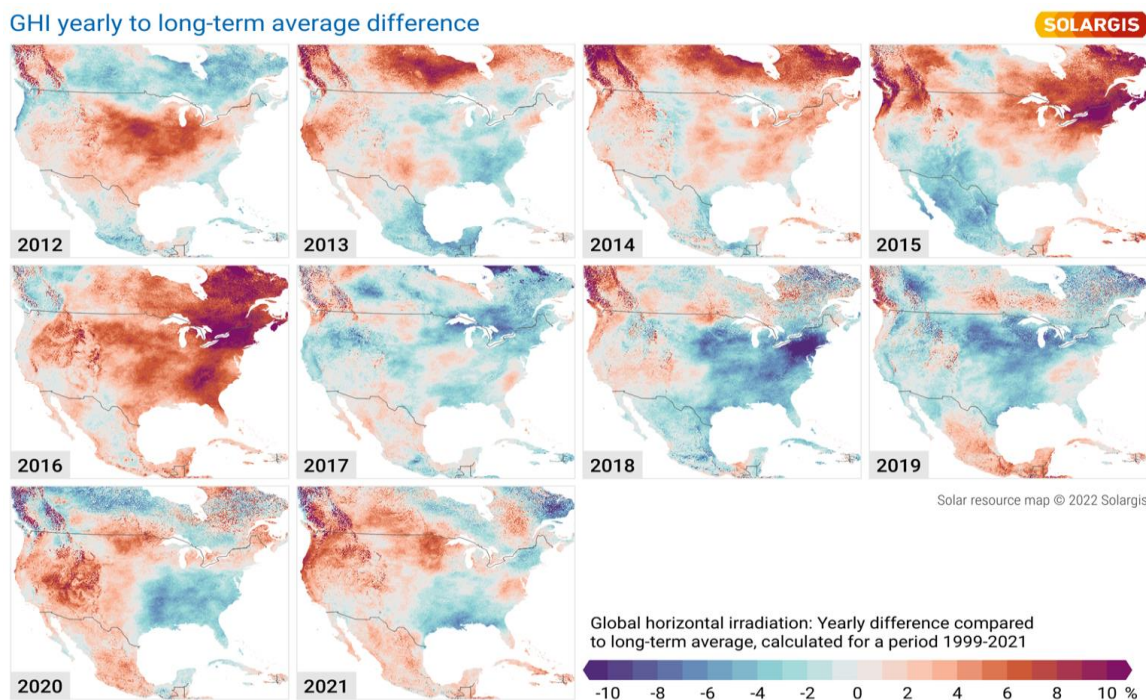 GHI yearly to long-term average difference
SOLARGIS
2012
2013
2014
2015
2016
2017
2018
2019
Solar resource map © 2022 Solargis
2020
2021
Global horizontal irradiation: Yearly difference compared
to long-term average, calculated for a period 1999-2021
-10 -8 -6 -4 -2 0 2 4 6 8 10 %